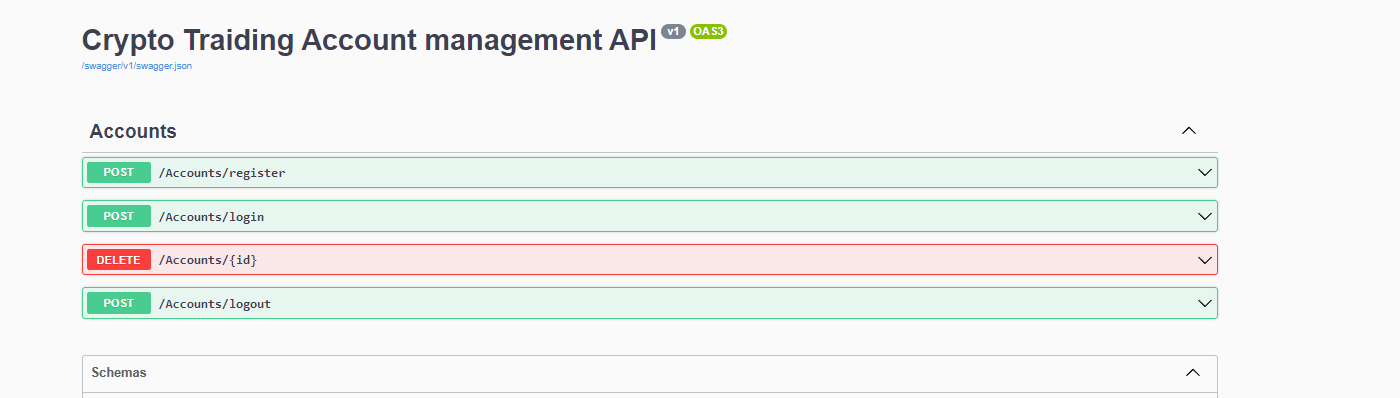 Crypto Traiding Account management API v1 OAS3
/swagger/v1/swagger.json
Accounts
POST /Accounts/register
POST /Accounts/login
DELETE /Accounts/{id}
POST /Accounts/logout
Schemas